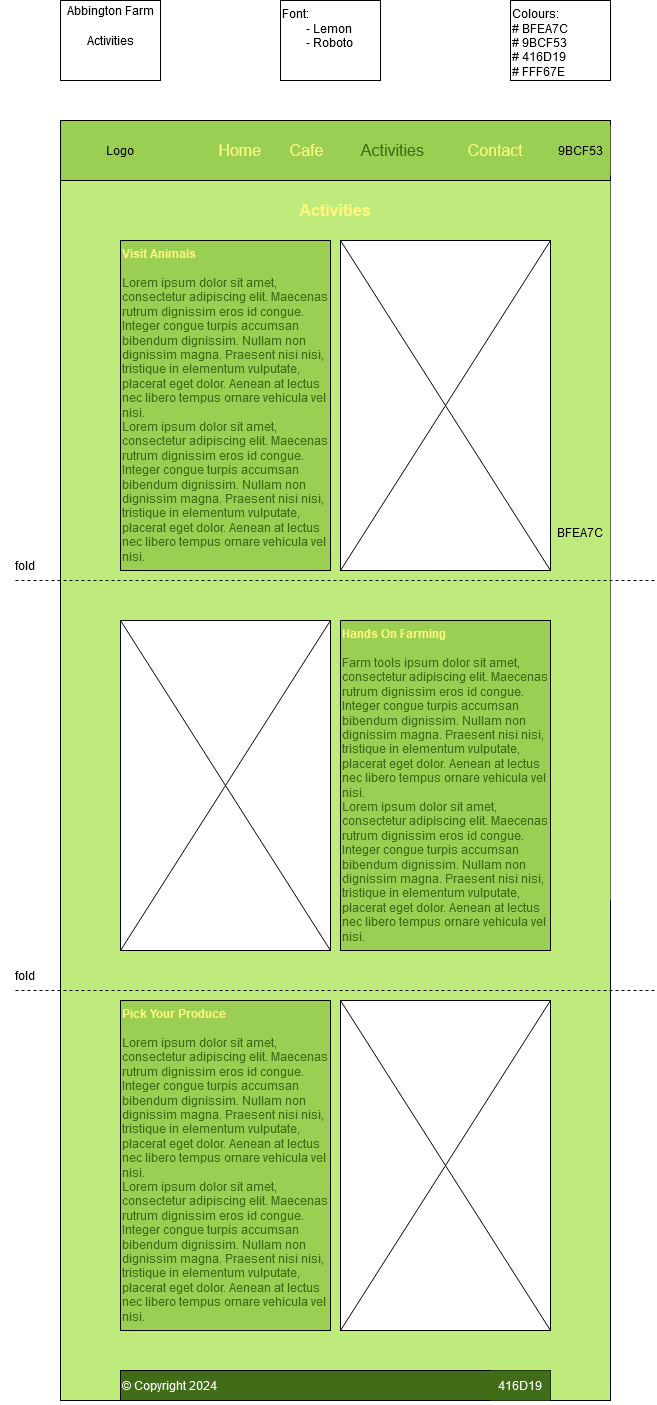 Abbington Farm
Activities
Font:
- Lemon
- Roboto
Colours:
# BFEA7C
# 9BCF53
# 416D19
# FFF67E
Logo Home Cafe Activities Contact 9BCF53
Activities
Visit Animals
Lorem ipsum dolor sit amet,
consectetur adipiscing elit. Maecenas
rutrum dignissim eros id congue.
Integer congue turpis accumsan
bibendum dignissim. Nullam non
dignissim magna. Praesent nisi nisi,
tristique in elementum vulputate,
placerat eget dolor. Aenean at lectus
nec libero tempus ornare vehicula vel
nisi.
Lorem ipsum dolor sit amet,
consectetur adipiscing elit. Maecenas
rutrum dignissim eros id congue.
Integer congue turpis accumsan
bibendum dignissim. Nullam non
dignissim magna. Praesent nisi nisi,
tristique in elementum vulputate,
placerat eget dolor. Aenean at lectus
nec libero tempus ornare vehicula vel
nisi.
BFEA7C
fold
Hands On Farming
Farm tools ipsum dolor sit amet,
consectetur adipiscing elit. Maecenas
rutrum dignissim eros id congue.
Integer congue turpis accumsan
bibendum dignissim. Nullam non
dignissim magna. Praesent nisi nisi,
tristique in elementum vulputate,
placerat eget dolor. Aenean at lectus
nec libero tempus ornare vehicula vel
nisi.
Lorem ipsum dolor sit amet,
consectetur adipiscing elit. Maecenas
rutrum dignissim eros id congue.
Integer congue turpis accumsan
bibendum dignissim. Nullam non
dignissim magna. Praesent nisi nisi,
tristique in elementum vulputate,
placerat eget dolor. Aenean at lectus
nec libero tempus ornare vehicula vel
nisi.
fold
Pick Your Produce
Lorem ipsum dolor sit amet,
consectetur adipiscing elit. Maecenas
rutrum dignissim eros id congue.
Integer congue turpis accumsan
bibendum dignissim. Nullam non
dignissim magna. Praesent nisi nisi,
tristique in elementum vulputate,
placerat eget dolor. Aenean at lectus
nec libero tempus ornare vehicula vel
nisi.
Lorem ipsum dolor sit amet,
consectetur adipiscing elit. Maecenas
rutrum dignissim eros id congue.
Integer congue turpis accumsan
bibendum dignissim. Nullam non
dignissim magna. Praesent nisi nisi,
tristique in elementum vulputate,
placerat eget dolor. Aenean at lectus
nec libero tempus ornare vehicula vel
nisi.
© Copyright 2024 416D19